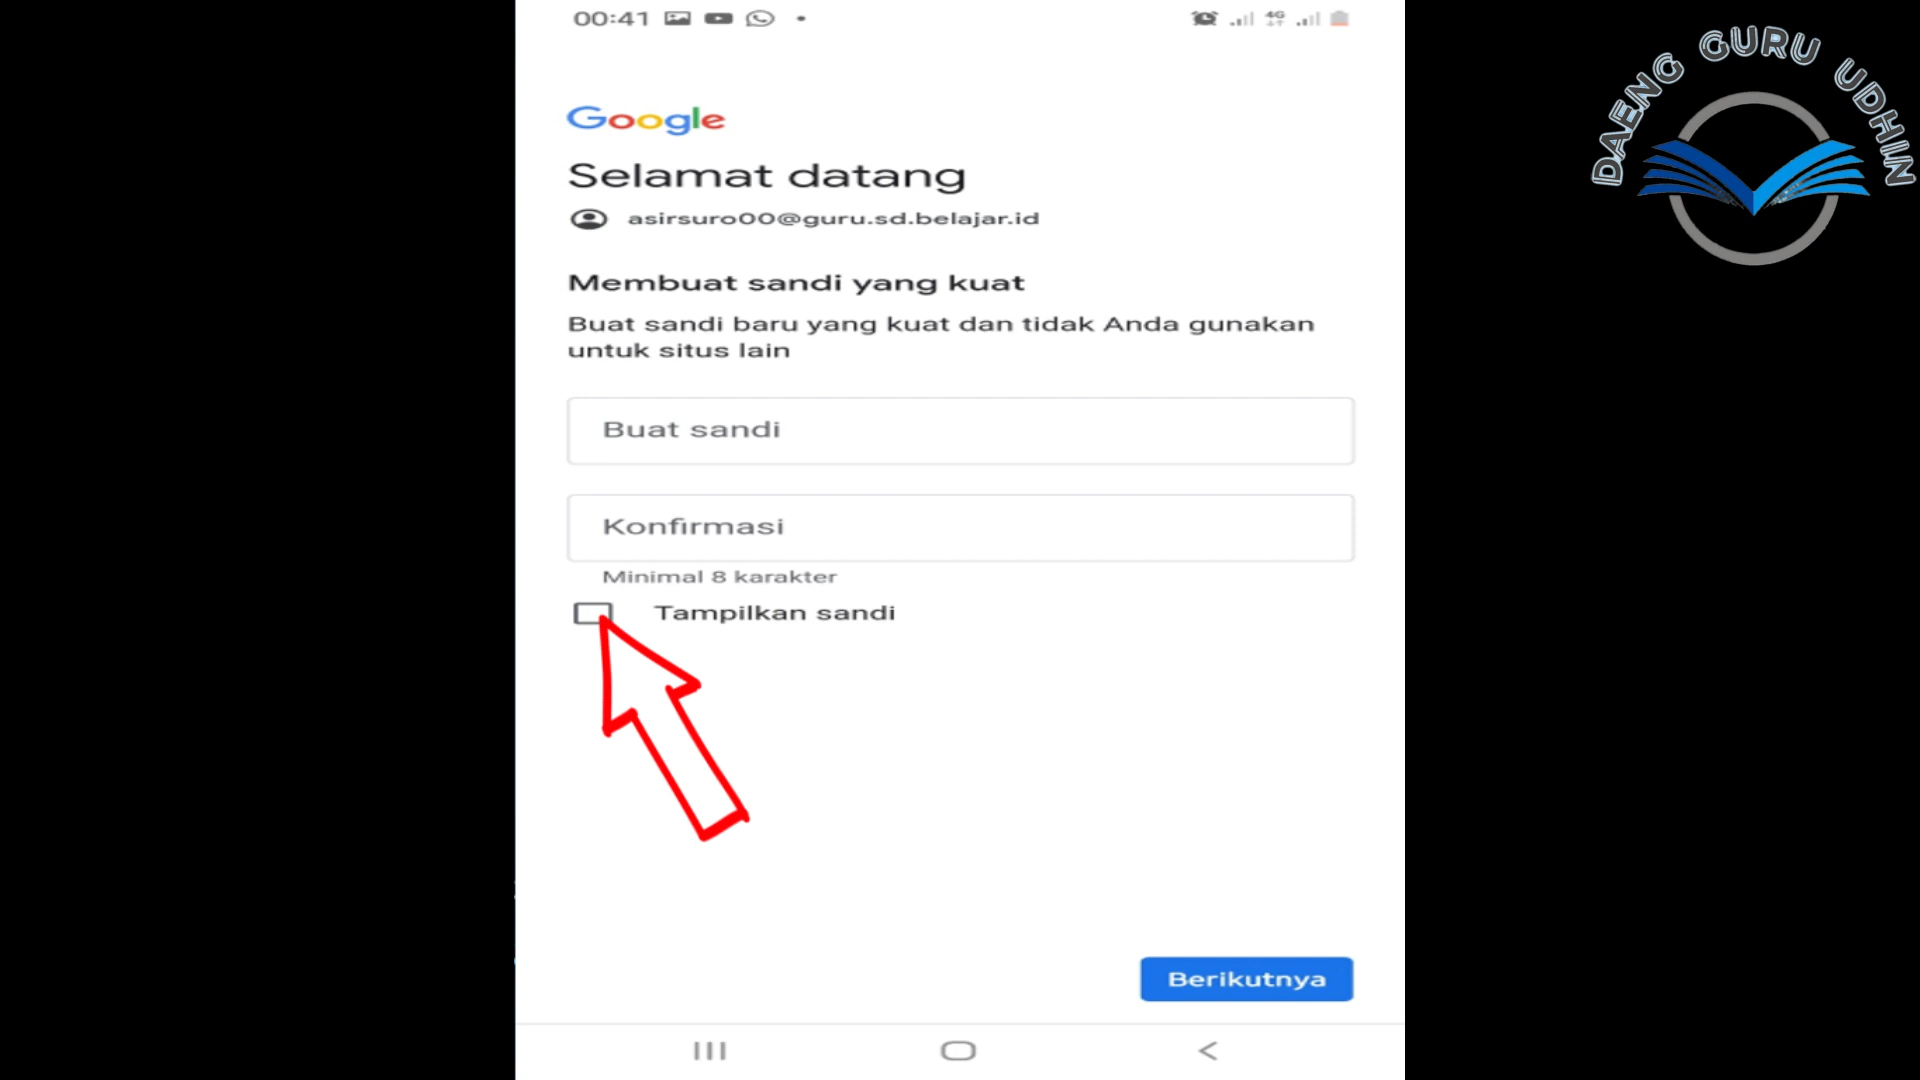 00:41
4G
DAENG GURU UDHIN
Google
Selamat datang
asirsuro00@guru.sd.belajar.id
Membuat sandi yang kuat
Buat sandi baru yang kuat dan tidak Anda gunakan
untuk situs lain
Buat sandi
Konfirmasi
Minimal 8 karakter
Tampilkan sandi
Berikutnya